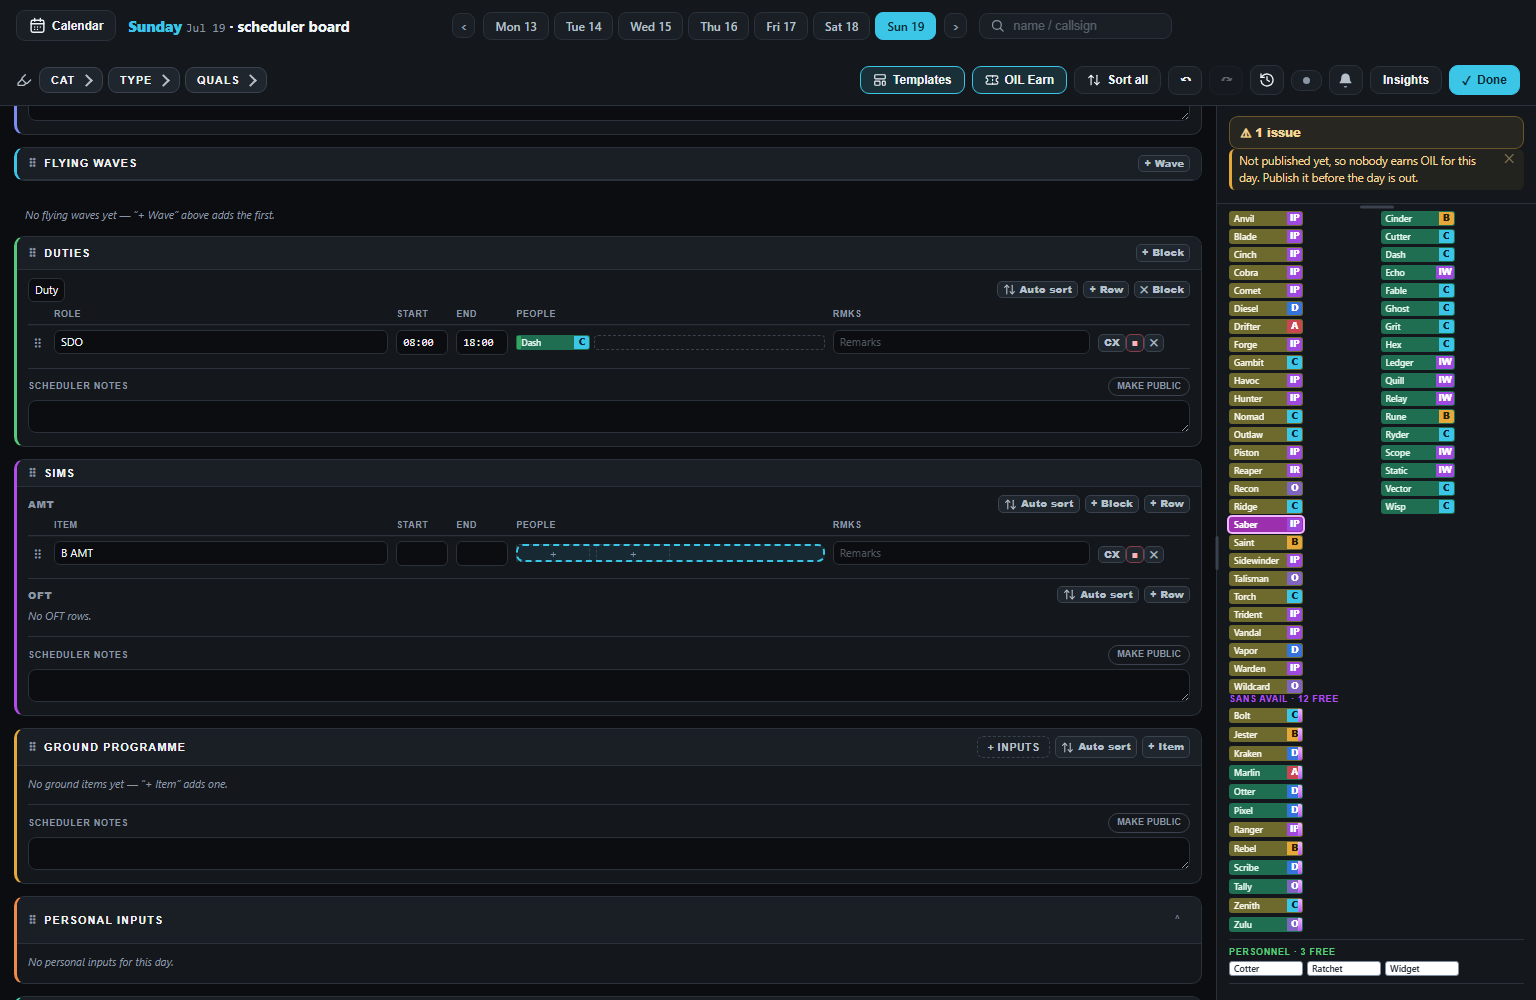 Calendar
Sunday Jul 19 · scheduler board
‹
Mon 13
Tue 14
Wed 15
Thu 16
Fri 17
Sat 18
Sun 19
›
name / callsign
CAT
TYPE
QUALS
Templates
OIL Earn
Sort all
Insights
✓ Done
⚠ 1 issue
Not published yet, so nobody earns OIL for this
day. Publish it before the day is out.
FLYING WAVES
+ Wave
No flying waves yet — "+ Wave" above adds the first.
DUTIES
+ Block
Duty
Auto sort
+ Row
✕ Block
ROLE
START
END
PEOPLE
RMKS
SDO
08:00
18:00
Dash C
Remarks
CX
SCHEDULER NOTES
MAKE PUBLIC
SIMS
AMT
Auto sort
+ Block
+ Row
ITEM
START
END
PEOPLE
RMKS
B AMT
+
+
Remarks
CX
OFT
Auto sort
+ Row
No OFT rows.
SCHEDULER NOTES
MAKE PUBLIC
GROUND PROGRAMME
+ INPUTS
Auto sort
+ Item
No ground items yet — "+ Item" adds one.
SCHEDULER NOTES
MAKE PUBLIC
PERSONAL INPUTS
No personal inputs for this day.
Anvil IP
Blade IP
Cinch IP
Cobra IP
Comet IP
Diesel D
Drifter A
Forge IP
Gambit C
Havoc IP
Hunter IP
Nomad C
Outlaw C
Piston IP
Reaper IR
Recon O
Ridge C
Saber IP
Saint B
Sidewinder IP
Talisman O
Torch C
Trident IP
Vandal IP
Vapor D
Warden IP
Wildcard O
Cinder B
Cutter C
Dash C
Echo IW
Fable C
Ghost C
Grit C
Hex C
Ledger IW
Quill IW
Relay IW
Rune B
Ryder C
Scope IW
Static IW
Vector C
Wisp C
SANS AVAIL · 12 FREE
Bolt C
Jester B
Kraken D
Marlin A
Otter D
Pixel D
Ranger IP
Rebel B
Scribe D
Tally O
Zenith C
Zulu O
PERSONNEL · 3 FREE
Cotter
Ratchet
Widget